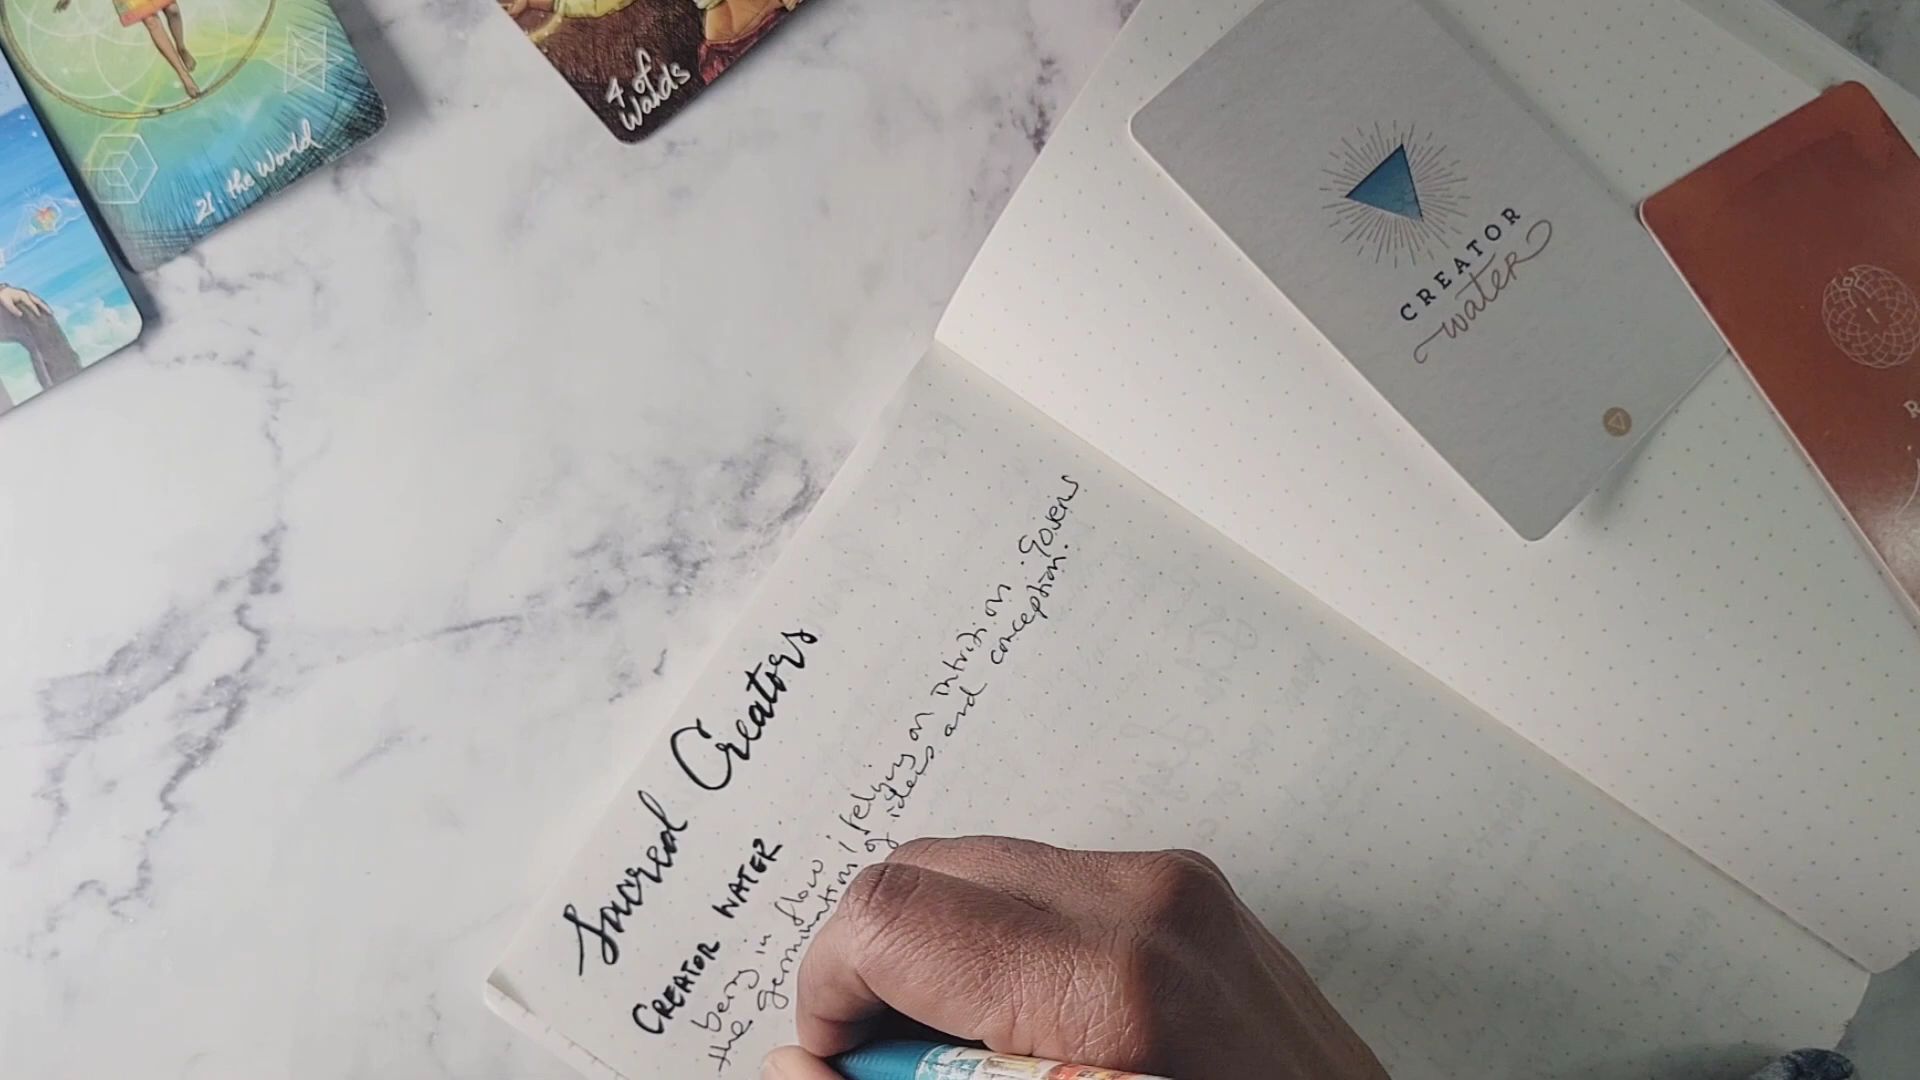 21. the World
4 of
Wands
CREATOR
water
Sacred Creators
CREATOR WATER
being in flow / relying on intuition. Governs
the germination of ideas and conception.